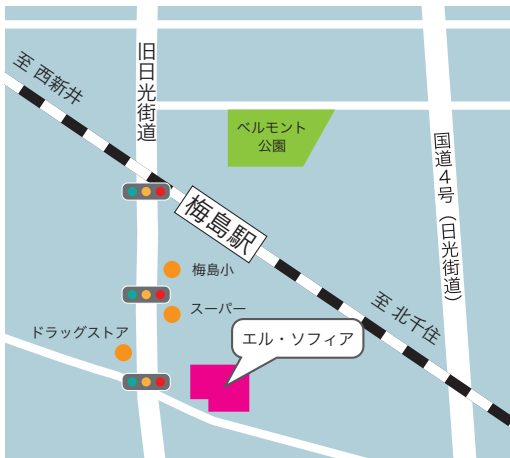 至 西新井
旧日光街道
ベルモント
公園
国道4号(日光街道)
梅島駅
梅島小
スーパー
至 北千住
ドラッグストア
エル・ソフィア